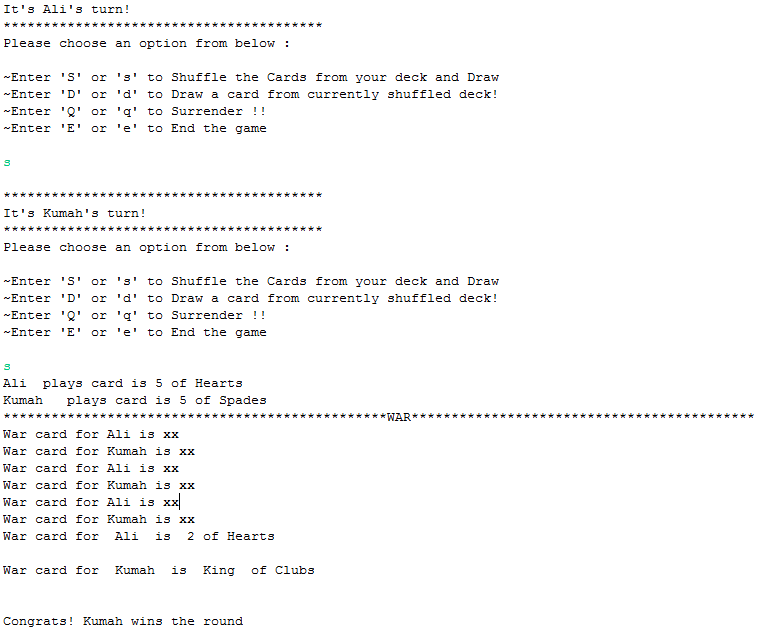 It's Ali's turn!
****************************************
Please choose an option from below :
~Enter 'S' or 's' to Shuffle the Cards from your deck and Draw
~Enter 'D' or 'd' to Draw a card from currently shuffled deck!
~Enter 'Q' or 'q' to Surrender !!
~Enter 'E' or 'e' to End the game
s
****************************************
It's Kumah's turn!
****************************************
Please choose an option from below :
~Enter 'S' or 's' to Shuffle the Cards from your deck and Draw
~Enter 'D' or 'd' to Draw a card from currently shuffled deck!
~Enter 'Q' or 'q' to Surrender !!
~Enter 'E' or 'e' to End the game
s
Ali  plays card is 5 of Hearts
Kumah   plays card is 5 of Spades
************************************************WAR*******************************************
War card for Ali is xx
War card for Kumah is xx
War card for Ali is xx
War card for Kumah is xx
War card for Ali is xx
War card for Kumah is xx
War card for  Ali  is  2 of Hearts
War card for  Kumah  is  King  of Clubs
Congrats! Kumah wins the round